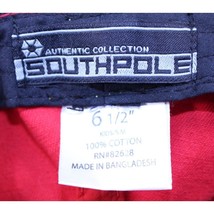 AUTHENTIC COLLECTION
SOUTHPOLE
6 1/2"
100% COTTON
MADE IN BANGLADESH